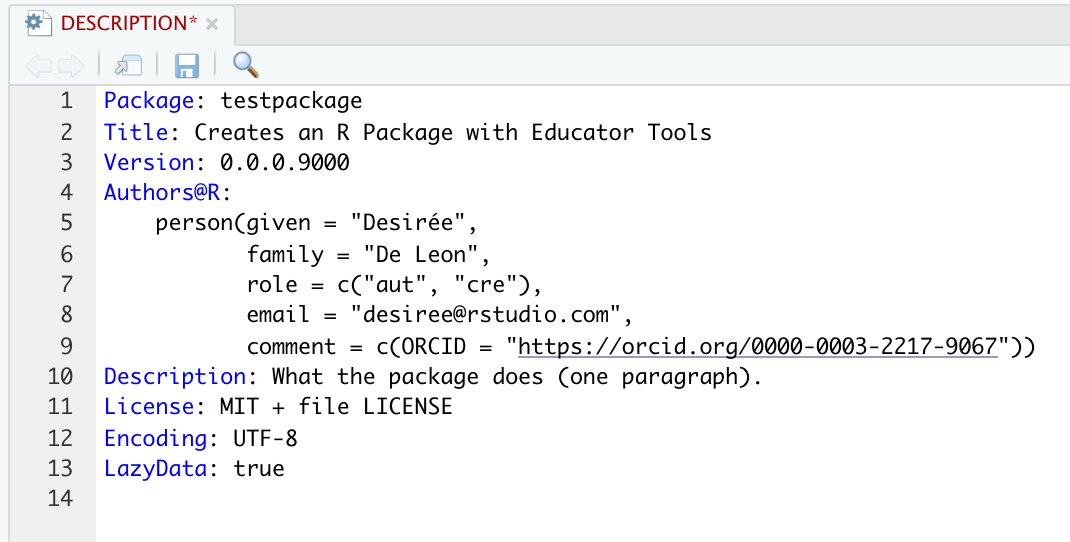 DESCRIPTION*
1 Package: testpackage
2 Title: Creates an R Package with Educator Tools
3 Version: 0.0.0.9000
4 Authors@R:
5     person(given = "Desirée",
6            family = "De Leon",
7            role = c("aut", "cre"),
8            email = "desiree@rstudio.com",
9            comment = c(ORCID = "https://orcid.org/0000-0003-2217-9067"))
10 Description: What the package does (one paragraph).
11 License: MIT + file LICENSE
12 Encoding: UTF-8
13 LazyData: true
14